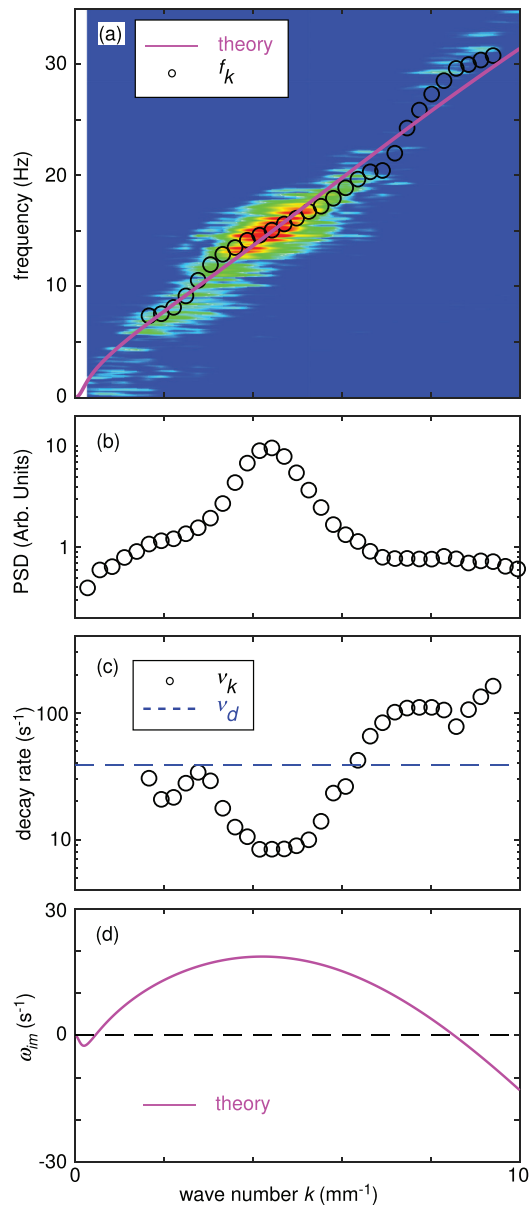 (a)
theory
f_k
30
20
10
0
frequency (Hz)
(b)
10
1
PSD (Arb. Units)
(c)
ν_k
ν_d
100
10
decay rate (s⁻¹)
(d)
30
0
-30
ω_im (s⁻¹)
theory
0
10
wave number k (mm⁻¹)